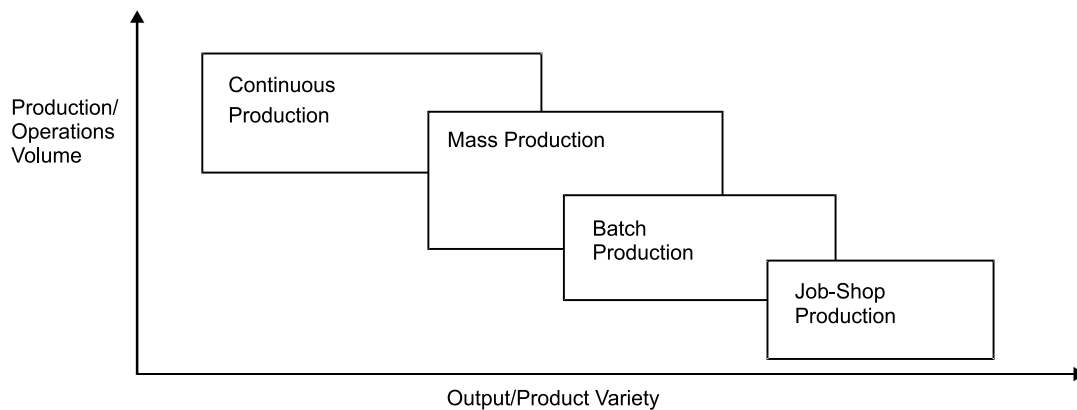 Continuous
Production
Production/
Operations
Volume
Mass Production
Batch
Production
Job-Shop
Production
Output/Product Variety